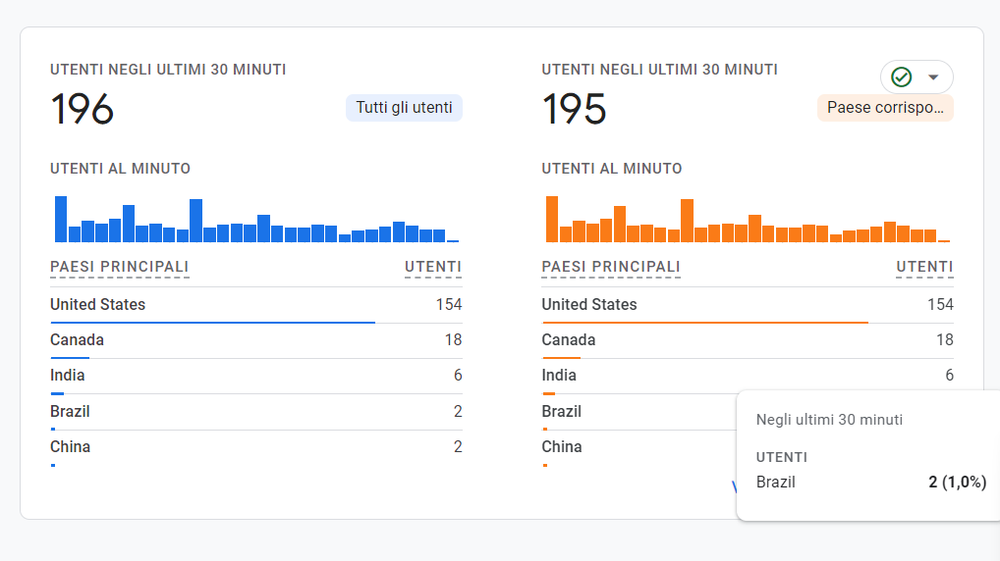 UTENTI NEGLI ULTIMI 30 MINUTI
196
Tutti gli utenti
UTENTI AL MINUTO
PAESI PRINCIPALI UTENTI
United States 154
Canada 18
India 6
Brazil 2
China 2
UTENTI NEGLI ULTIMI 30 MINUTI
195
Paese corrispo...
UTENTI AL MINUTO
PAESI PRINCIPALI UTENTI
United States 154
Canada 18
India 6
Brazil
China
Negli ultimi 30 minuti
UTENTI
Brazil 2 (1,0%)